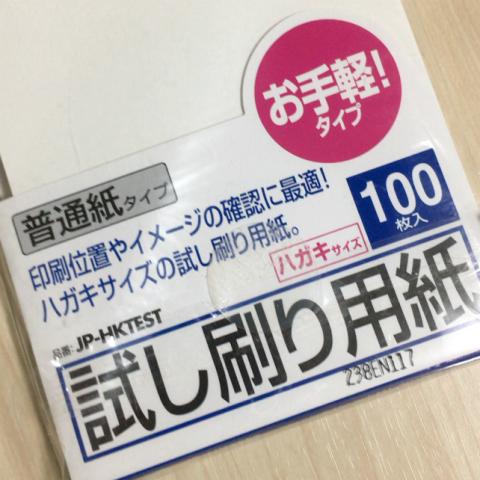 お手軽!
タイプ
普通紙タイプ
印刷位置やイメージの確認に最適!
ハガキサイズの試し刷り用紙。
100
枚入
ハガキサイズ
品番: JP-HKTEST
試し刷り用紙
238EN117